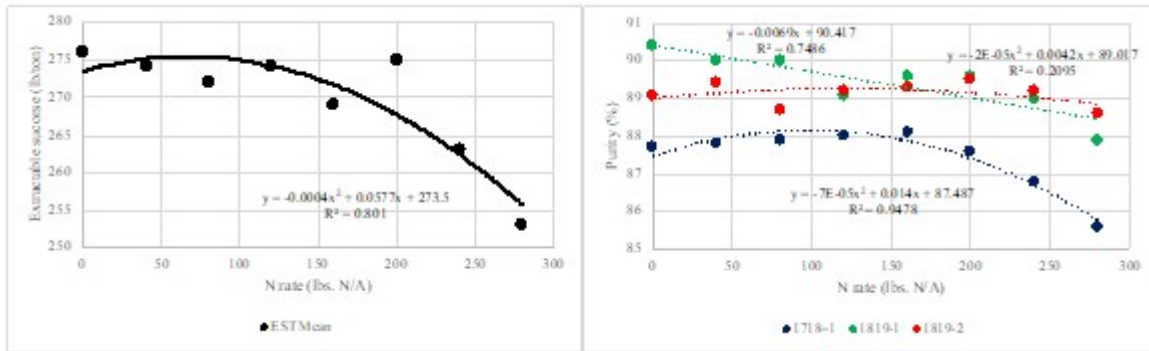 280
275
270
265
260
255
250
Extractable sucrose (lb/ton)
y = -0.0004x² + 0.0577x + 273.5
R² = 0.801
0 50 100 150 200 250 300
N rate (lbs. N/A)
ESTMean
91
90
89
88
87
86
85
Purity (%)
y = -0.0069x + 90.417
R² = 0.7486
y = -2E-05x² + 0.0042x + 89.017
R² = 0.2095
y = -7E-05x² + 0.014x + 87.487
R² = 0.9478
0 50 100 150 200 250 300
N rate (lbs. N/A)
1718-1 1819-1 1819-2